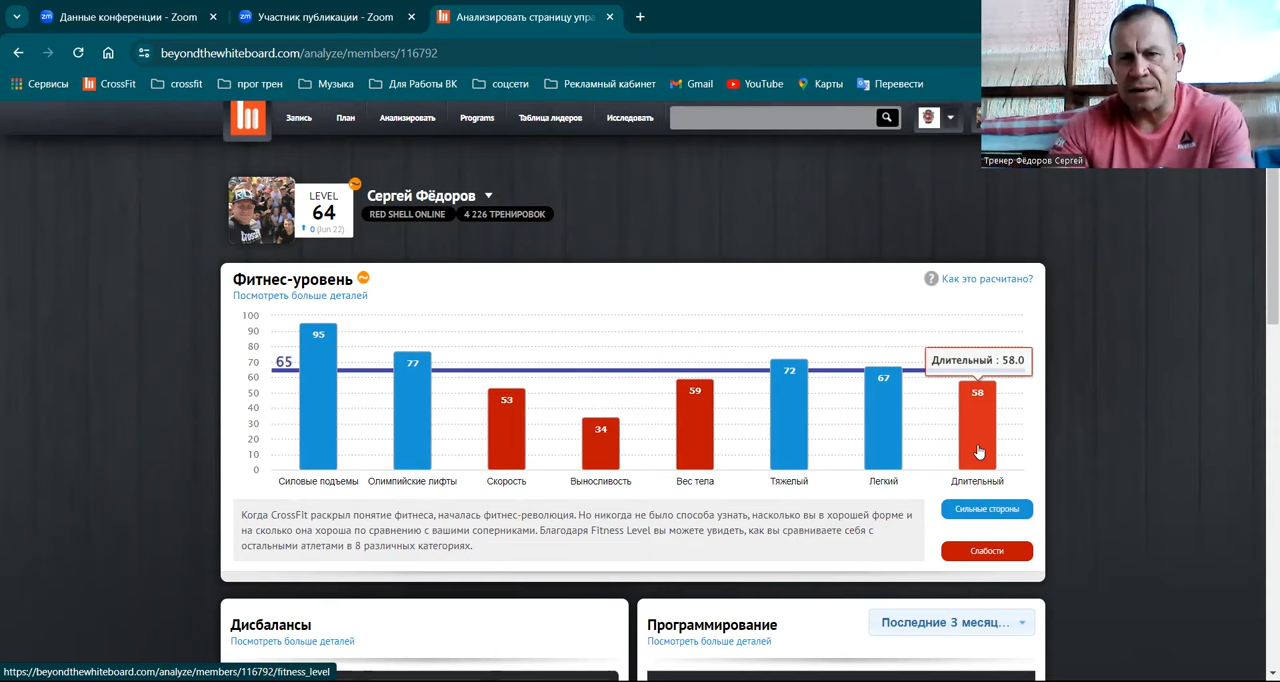 Данные конференции - Zoom
Участник публикации - Zoom
Анализировать страницу упра
beyondthewhiteboard.com/analyze/members/116792
Сервисы
CrossFit
crossfit
прог трен
Музыка
Для Работы ВК
соцсети
Рекламный кабинет
Gmail
YouTube
Карты
Перевести
Запись
План
Анализировать
Programs
Таблица лидеров
Исследовать
Тренер Фёдоров Сергей
LEVEL
64
0 (Jun 22)
Сергей Фёдоров
RED SHELL ONLINE
4 226 ТРЕНИРОВОК
Фитнес-уровень
Посмотреть больше деталей
? Как это расчитано?
100
90
80
70
60
50
40
30
20
10
0
65
95
77
53
34
59
72
67
58
Длительный : 58.0
Силовые подъемы
Олимпийские лифты
Скорость
Выносливость
Вес тела
Тяжелый
Легкий
Длительный
Когда CrossFit раскрыл понятие фитнеса, началась фитнес-революция. Но никогда не было способа узнать, насколько вы в хорошей форме и
на сколько она хороша по сравнению с вашими соперниками. Благодаря Fitness Level вы можете увидеть, как вы сравниваете себя с
остальными атлетами в 8 различных категориях.
Сильные стороны
Слабости
Дисбалансы
Посмотреть больше деталей
Программирование
Посмотреть больше деталей
Последние 3 месяц...
https://beyondthewhiteboard.com/analyze/members/116792/fitness_level